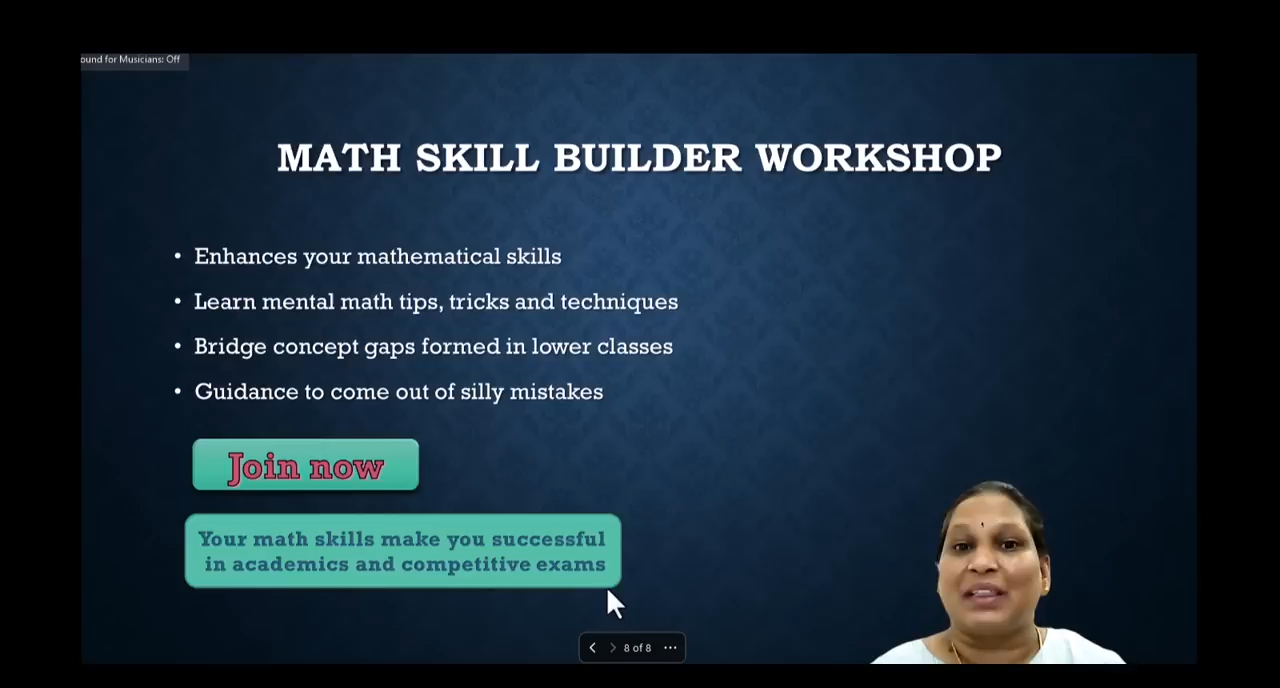 ound for Musicians: Off
MATH SKILL BUILDER WORKSHOP
• Enhances your mathematical skills
• Learn mental math tips, tricks and techniques
• Bridge concept gaps formed in lower classes
• Guidance to come out of silly mistakes
Join now
Your math skills make you successful
in academics and competitive exams
8 of 8